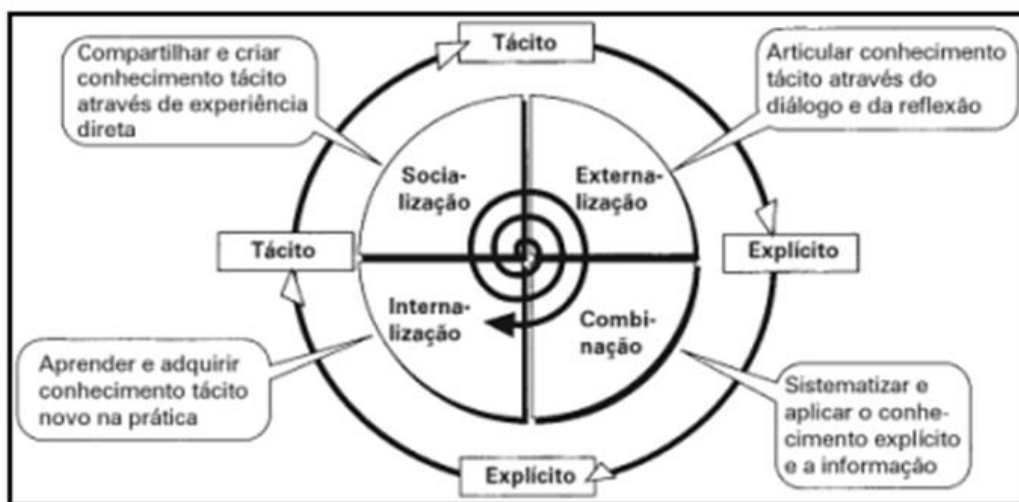 Compartilhar e criar
conhecimento tácito
através de experiência
direta
Tácito
Articular conhecimento
tácito através do
diálogo e da reflexão
Socia-
lização
Externa-
lização
Tácito
Explícito
Interna-
lização
Combi-
nação
Aprender e adquirir
conhecimento tácito
novo na prática
Sistematizar e
aplicar o conhe-
cimento explícito
e a informação
Explícito